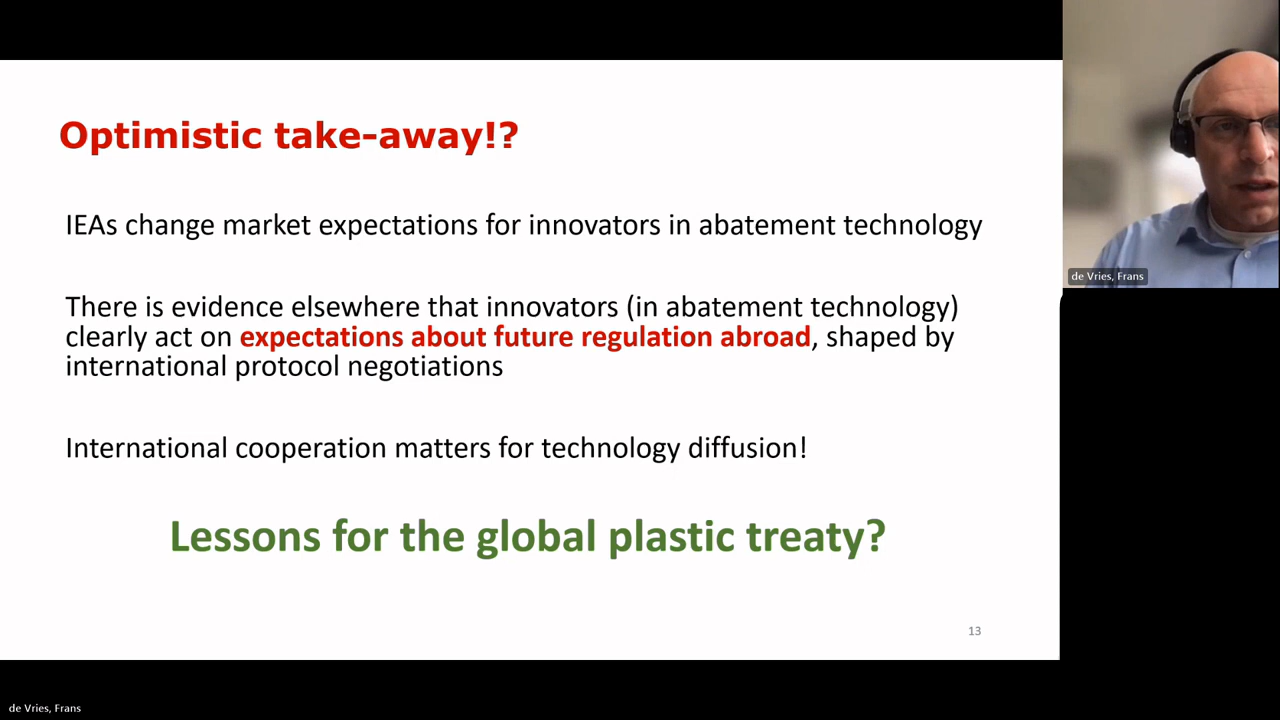 Optimistic take-away!?
IEAs change market expectations for innovators in abatement technology
There is evidence elsewhere that innovators (in abatement technology)
clearly act on expectations about future regulation abroad, shaped by
international protocol negotiations
International cooperation matters for technology diffusion!
Lessons for the global plastic treaty?
13
de Vries, Frans
de Vries, Frans